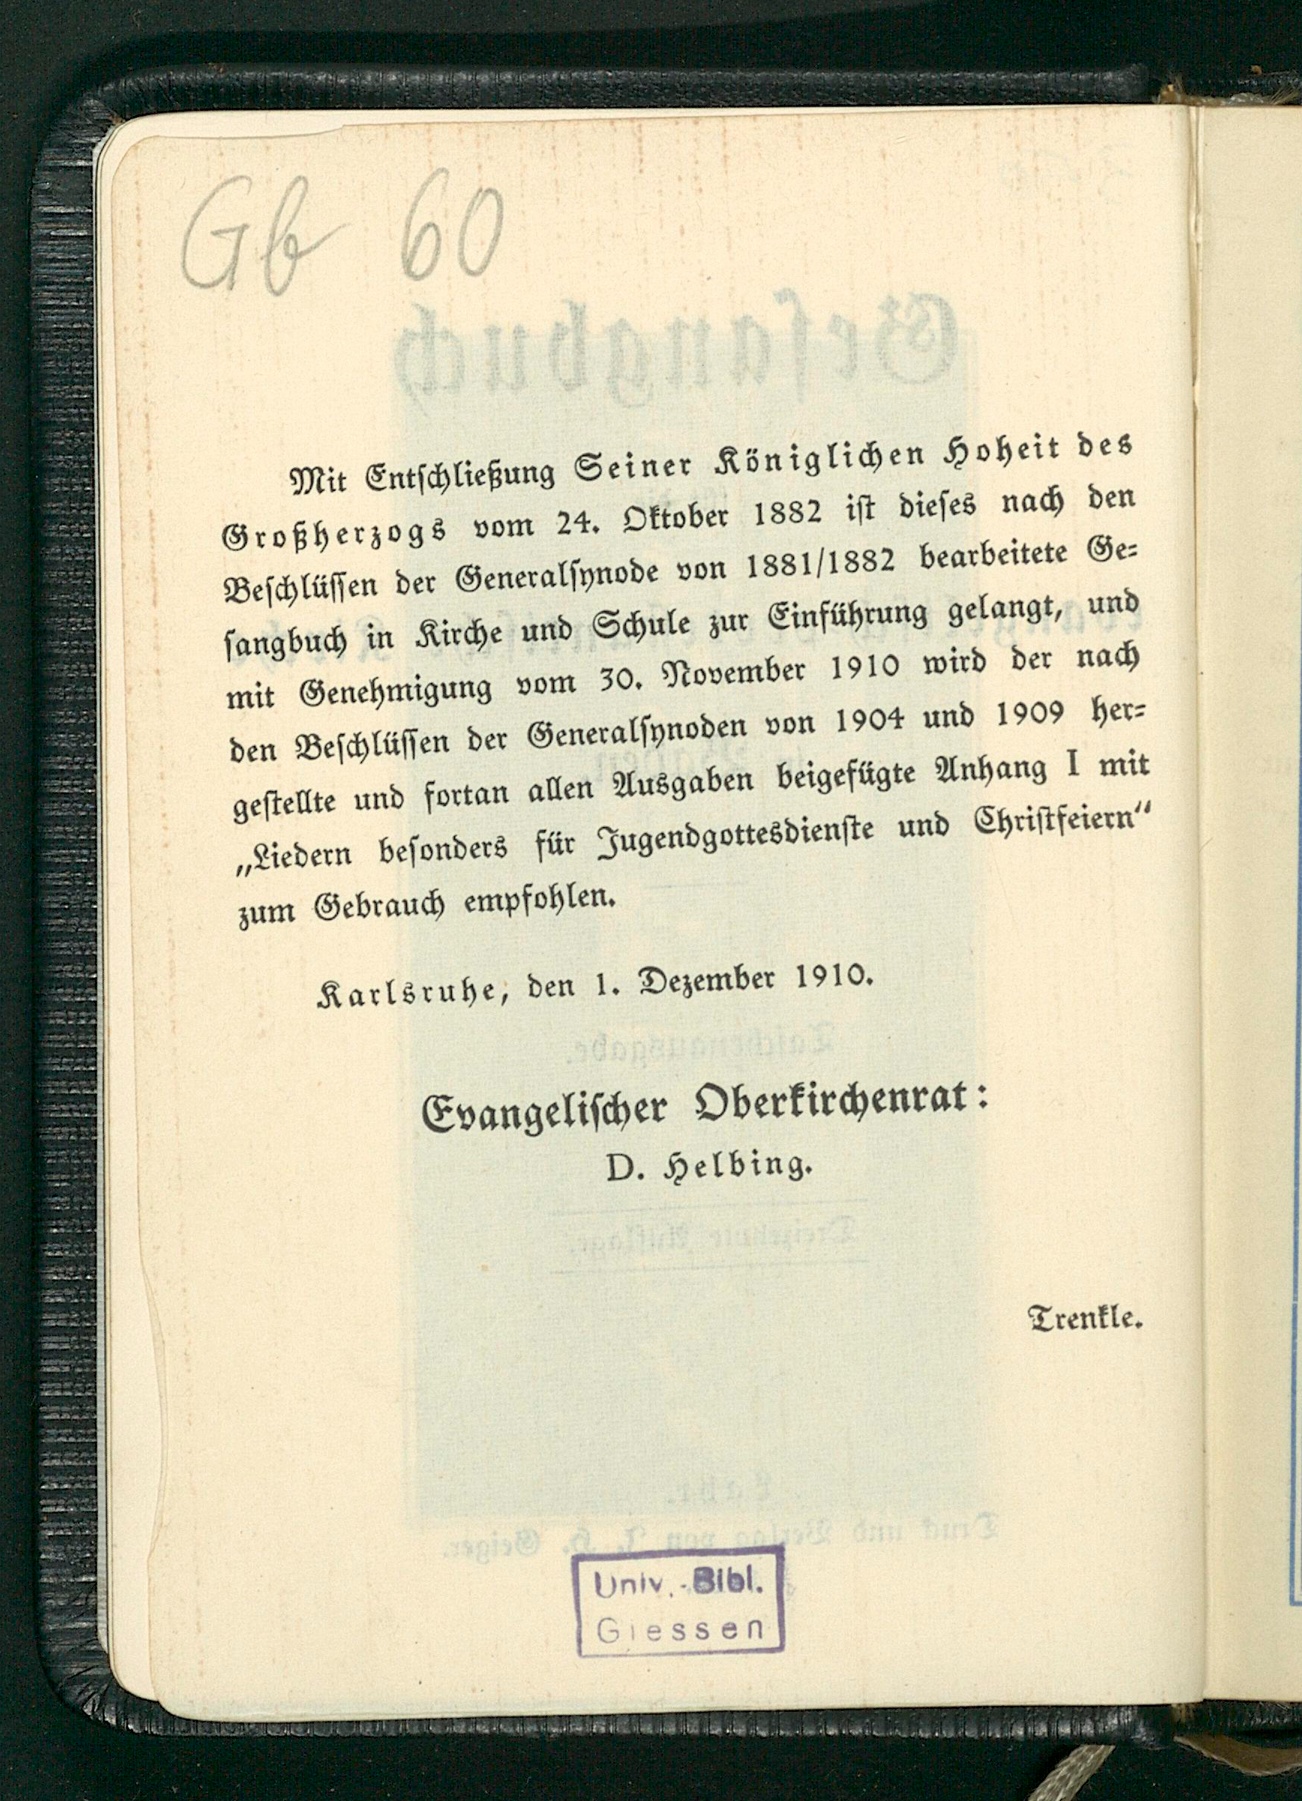 Gb 60
Mit Entschließung Seiner Königlichen Hoheit des
Großherzogs vom 24. Oktober 1882 ist dieses nach den
Beschlüssen der Generalsynode von 1881/1882 bearbeitete Ge-
sangbuch in Kirche und Schule zur Einführung gelangt, und
mit Genehmigung vom 30. November 1910 wird der nach
den Beschlüssen der Generalsynoden von 1904 und 1909 her-
gestellte und fortan allen Ausgaben beigefügte Anhang I mit
„Liedern besonders für Jugendgottesdienste und Christfeiern“
zum Gebrauch empfohlen.
Karlsruhe, den 1. Dezember 1910.
Evangelischer Oberkirchenrat:
D. Helbing.
Trenkle.
Univ.-Bibl.
Giessen